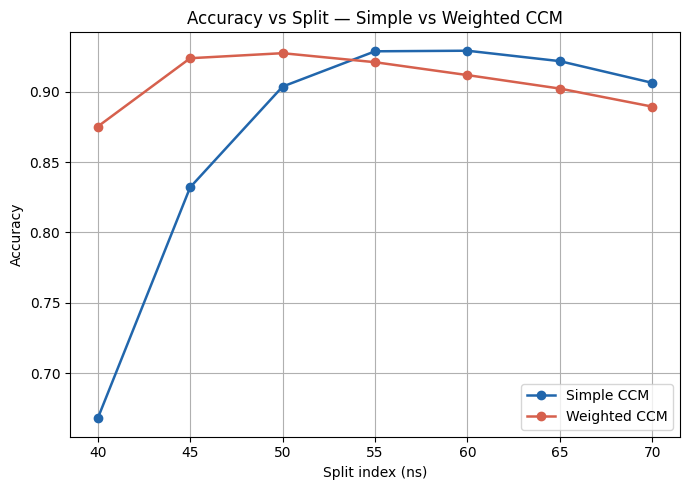 Accuracy vs Split — Simple vs Weighted CCM
Accuracy
0.90
0.85
0.80
0.75
0.70
40 45 50 55 60 65 70
Split index (ns)
Simple CCM
Weighted CCM